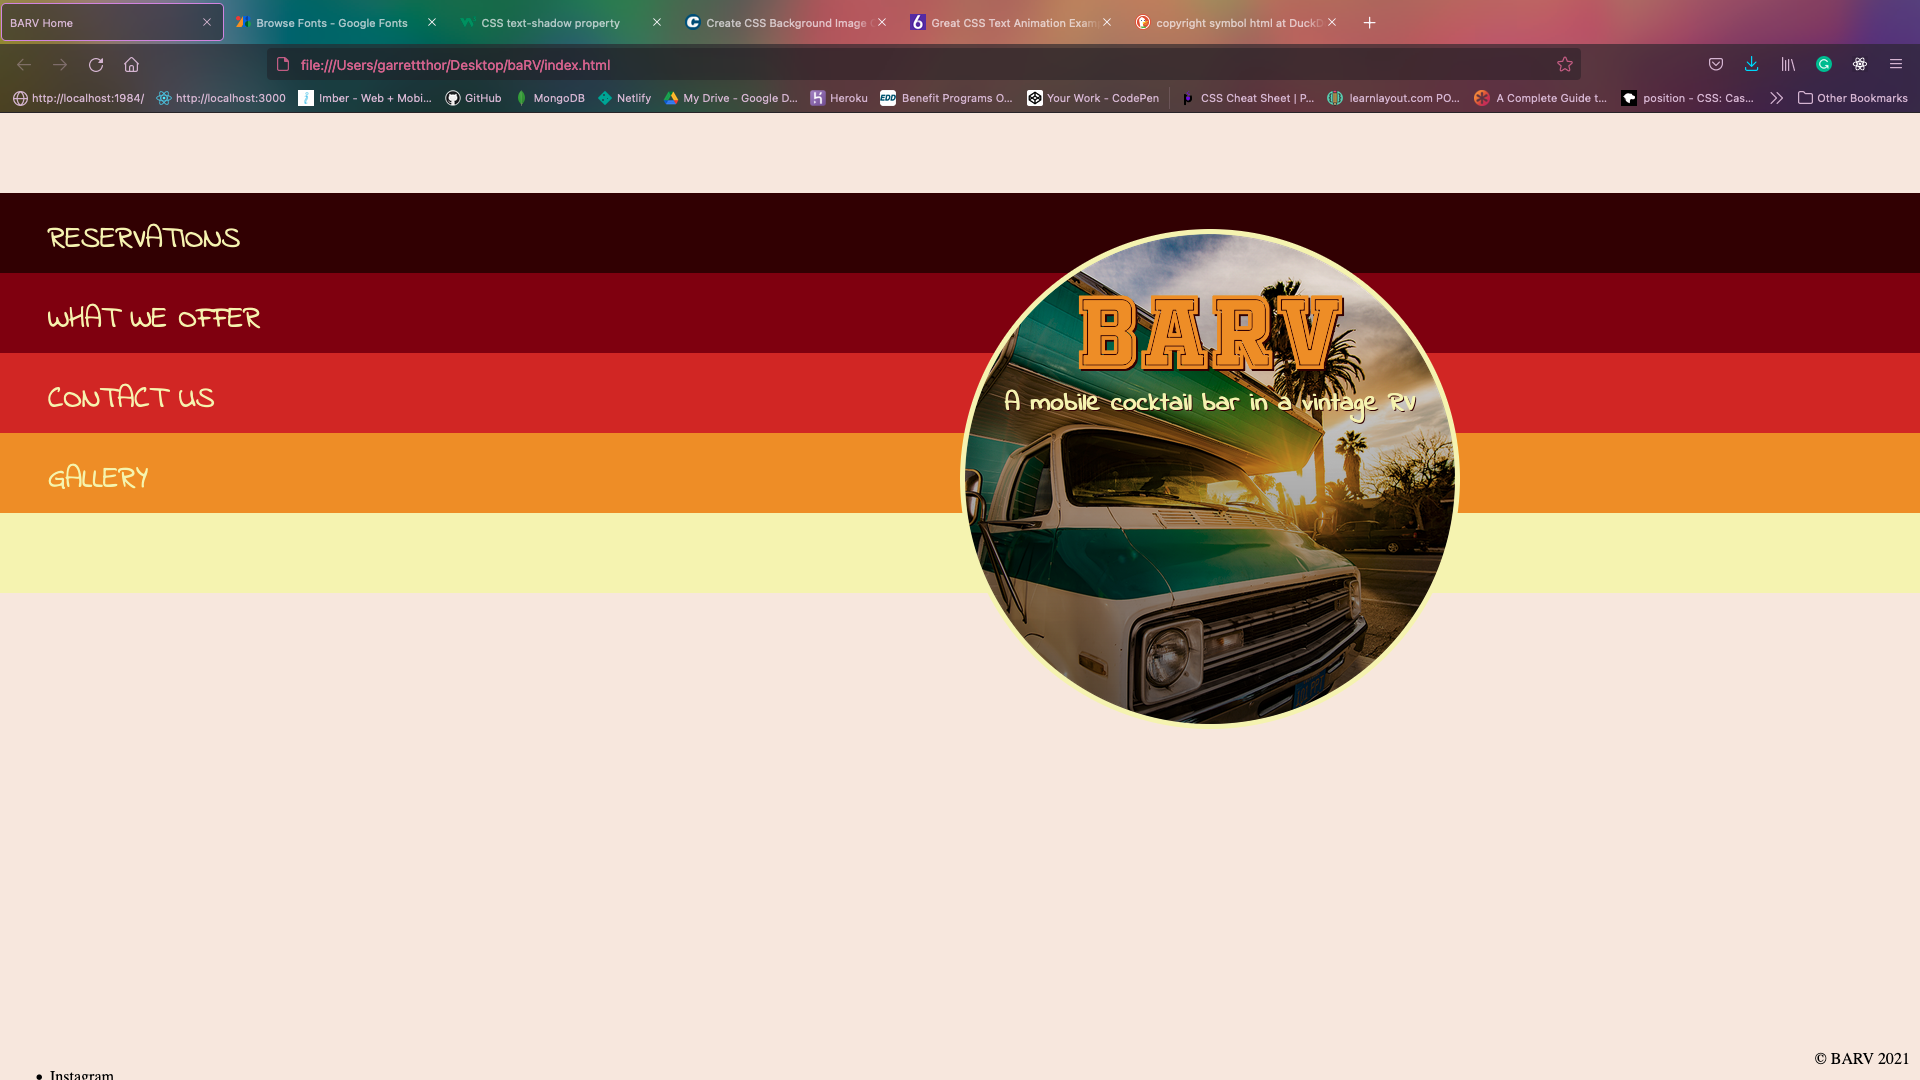 BARV Home
Browse Fonts - Google Fonts
CSS text-shadow property
Create CSS Background Image
Great CSS Text Animation Exam
copyright symbol html at DuckD
file:///Users/garrettthor/Desktop/baRV/index.html
http://localhost:1984/
http://localhost:3000
Imber - Web + Mobi...
GitHub
MongoDB
Netlify
My Drive - Google D...
Heroku
EDD
Benefit Programs O...
Your Work - CodePen
CSS Cheat Sheet | P...
learnlayout.com PO...
A Complete Guide t...
position - CSS: Cas...
Other Bookmarks
RESERVATIONS
WHAT WE OFFER
CONTACT US
GALLERY
BARV
A mobile cocktail bar in a vintage RV
© BARV 2021
• Instagram